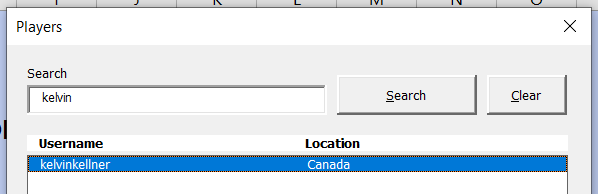 Players
Search
kelvin
Search Clear
Username Location
kelvinkellner Canada